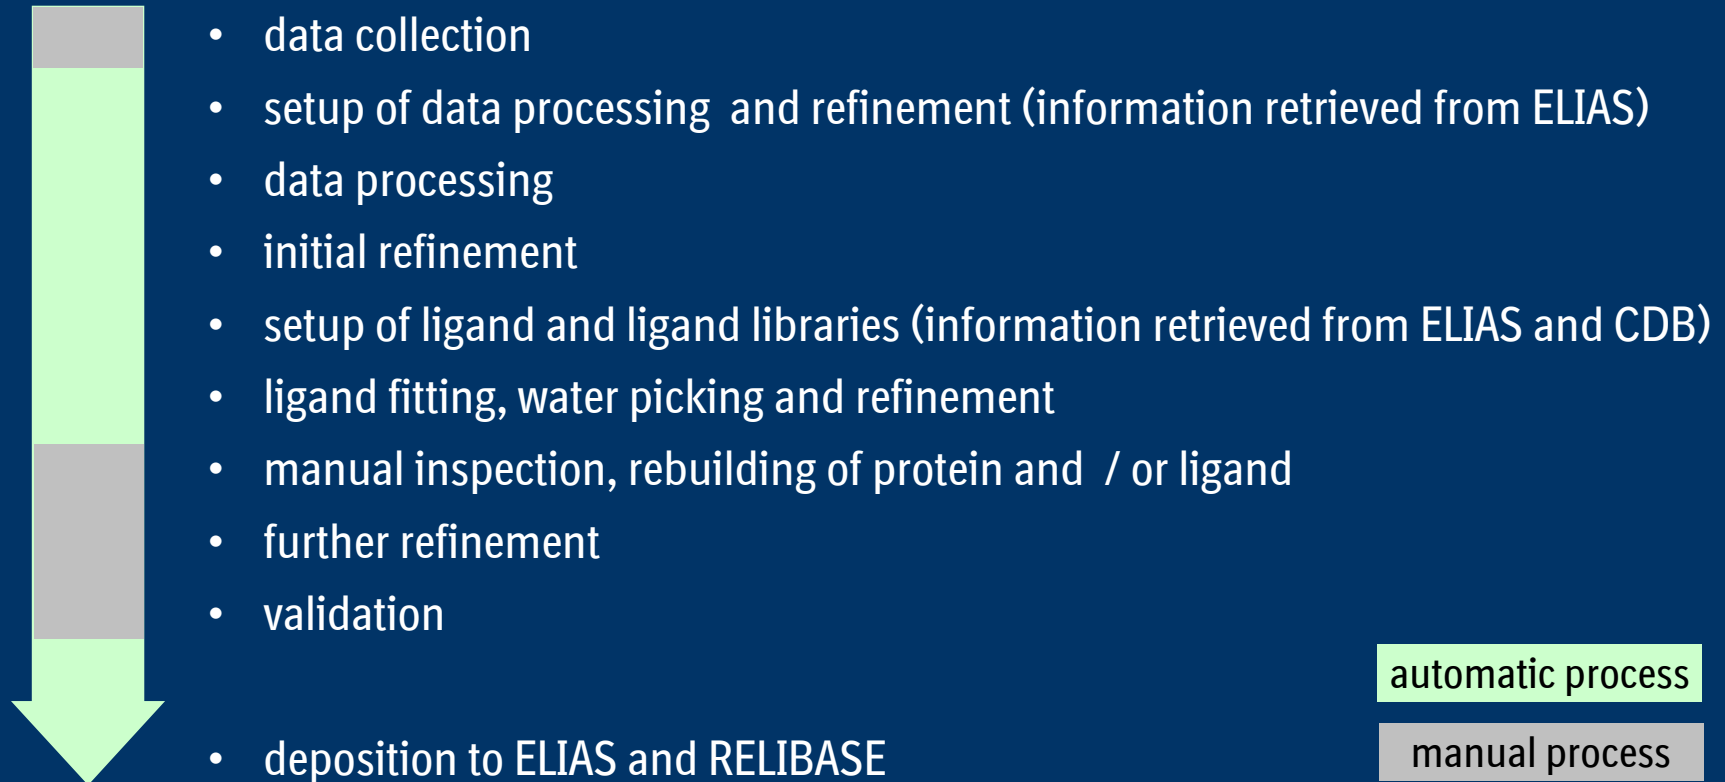 • data collection
• setup of data processing  and refinement (information retrieved from ELIAS)
• data processing
• initial refinement
• setup of ligand and ligand libraries (information retrieved from ELIAS and CDB)
• ligand fitting, water picking and refinement
• manual inspection, rebuilding of protein and  / or ligand
• further refinement
• validation
automatic process
• deposition to ELIAS and RELIBASE
manual process